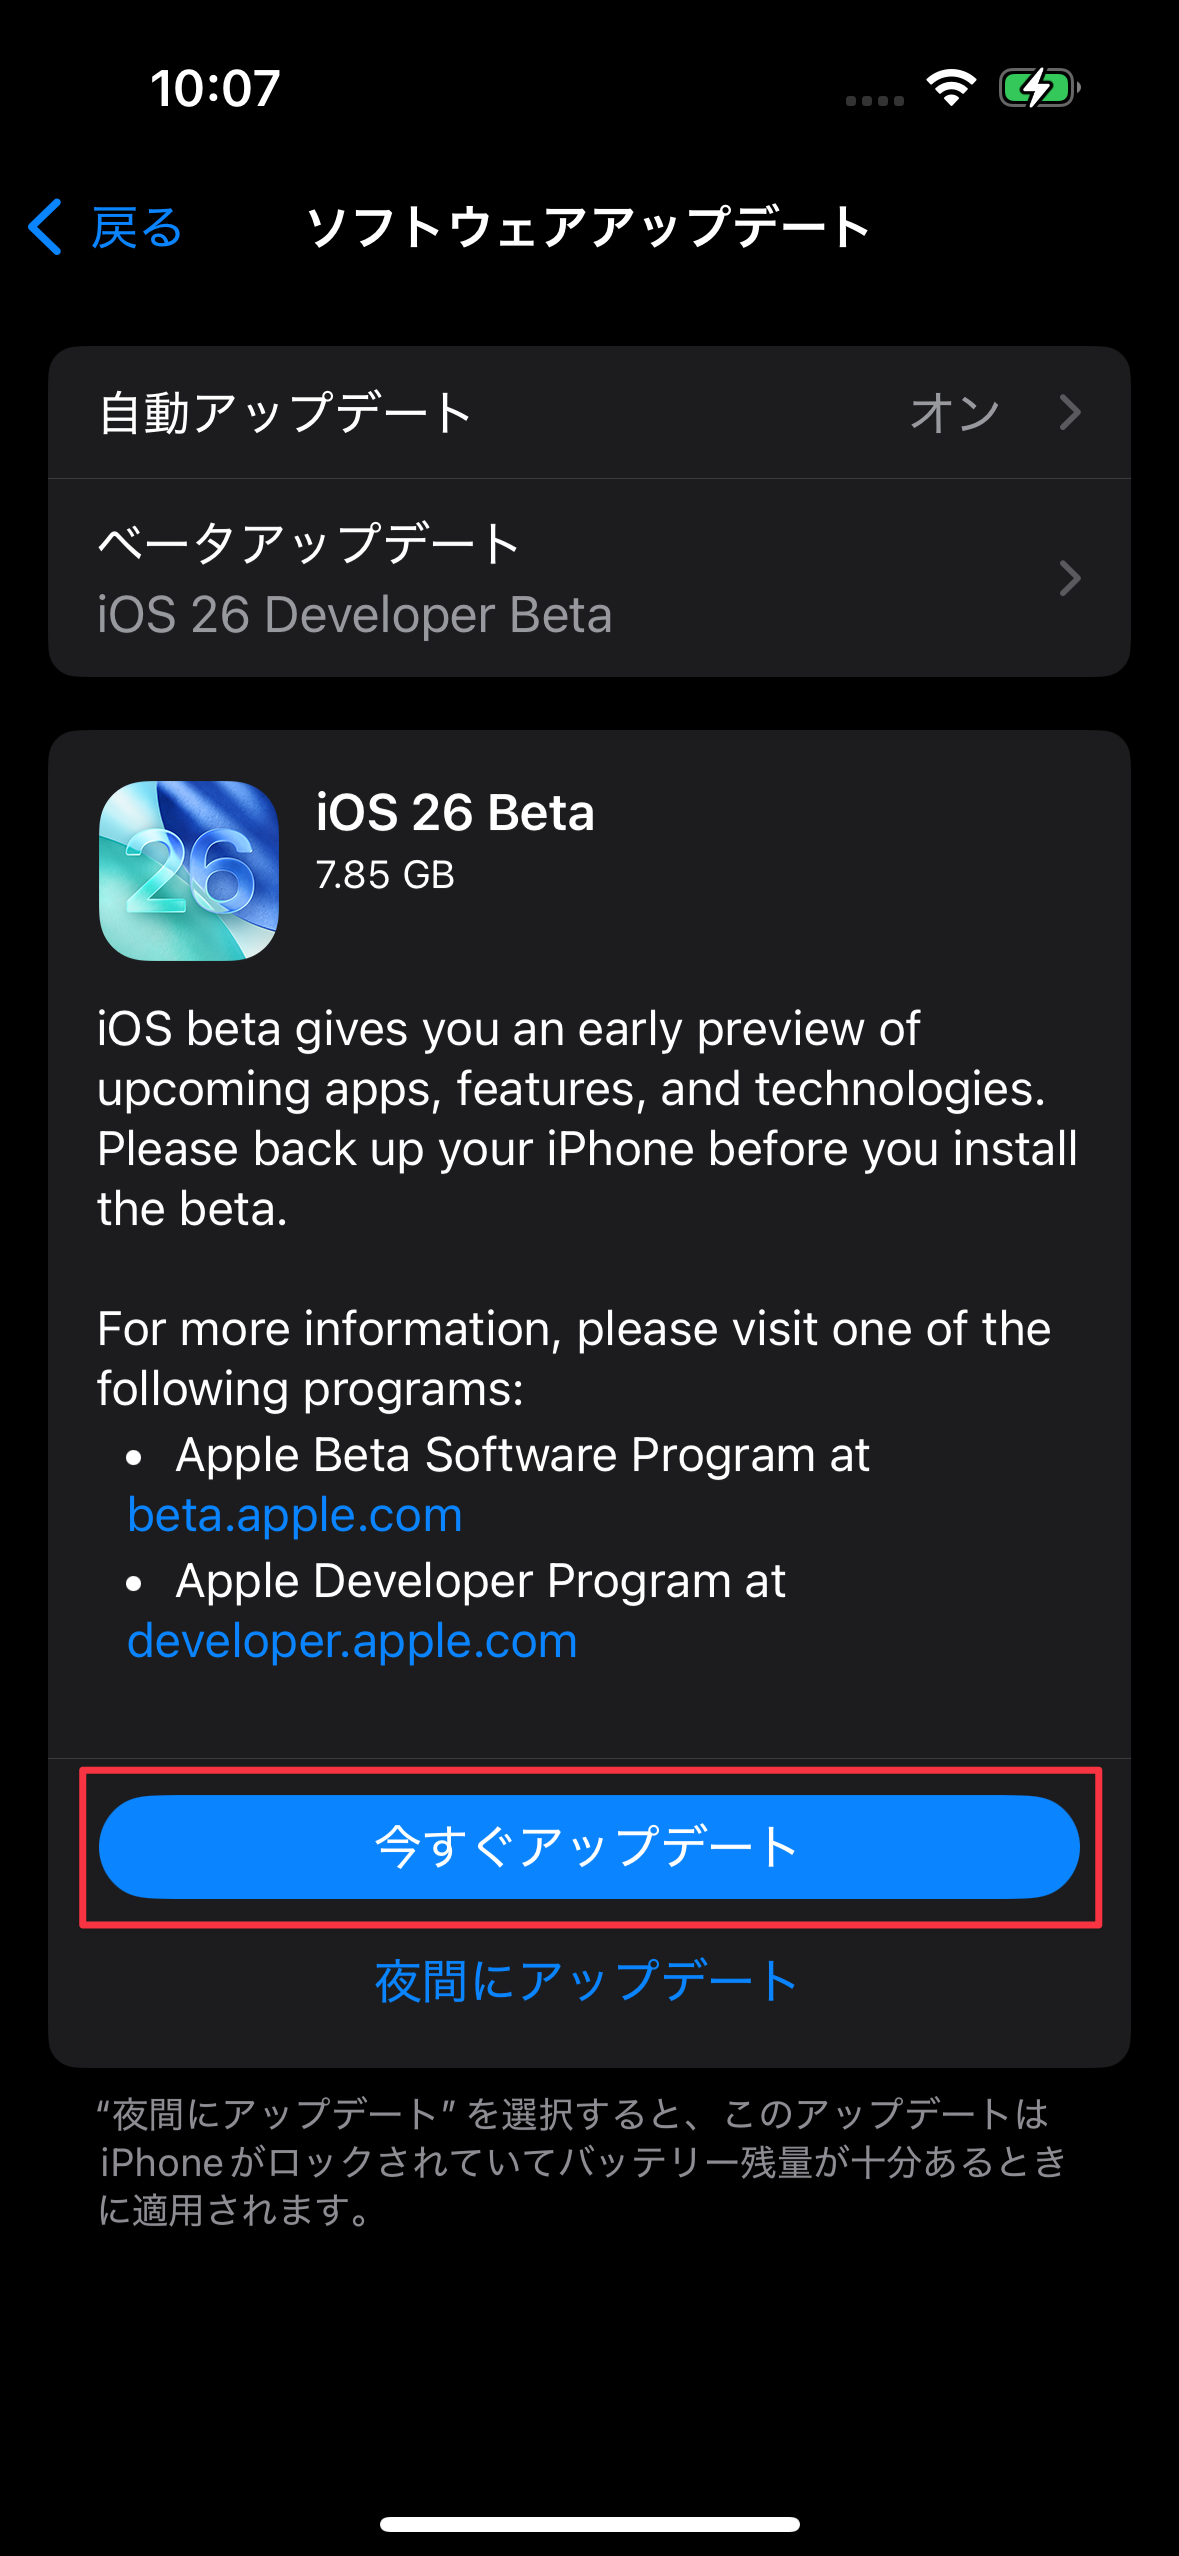 10:07
戻る
ソフトウェアアップデート
自動アップデート オン
ベータアップデート
iOS 26 Developer Beta
26
iOS 26 Beta
7.85 GB
iOS beta gives you an early preview of
upcoming apps, features, and technologies.
Please back up your iPhone before you install
the beta.
For more information, please visit one of the
following programs:
• Apple Beta Software Program at
beta.apple.com
• Apple Developer Program at
developer.apple.com
今すぐアップデート
夜間にアップデート
“夜間にアップデート” を選択すると、このアップデートは
iPhoneがロックされていてバッテリー残量が十分あるとき
に適用されます。